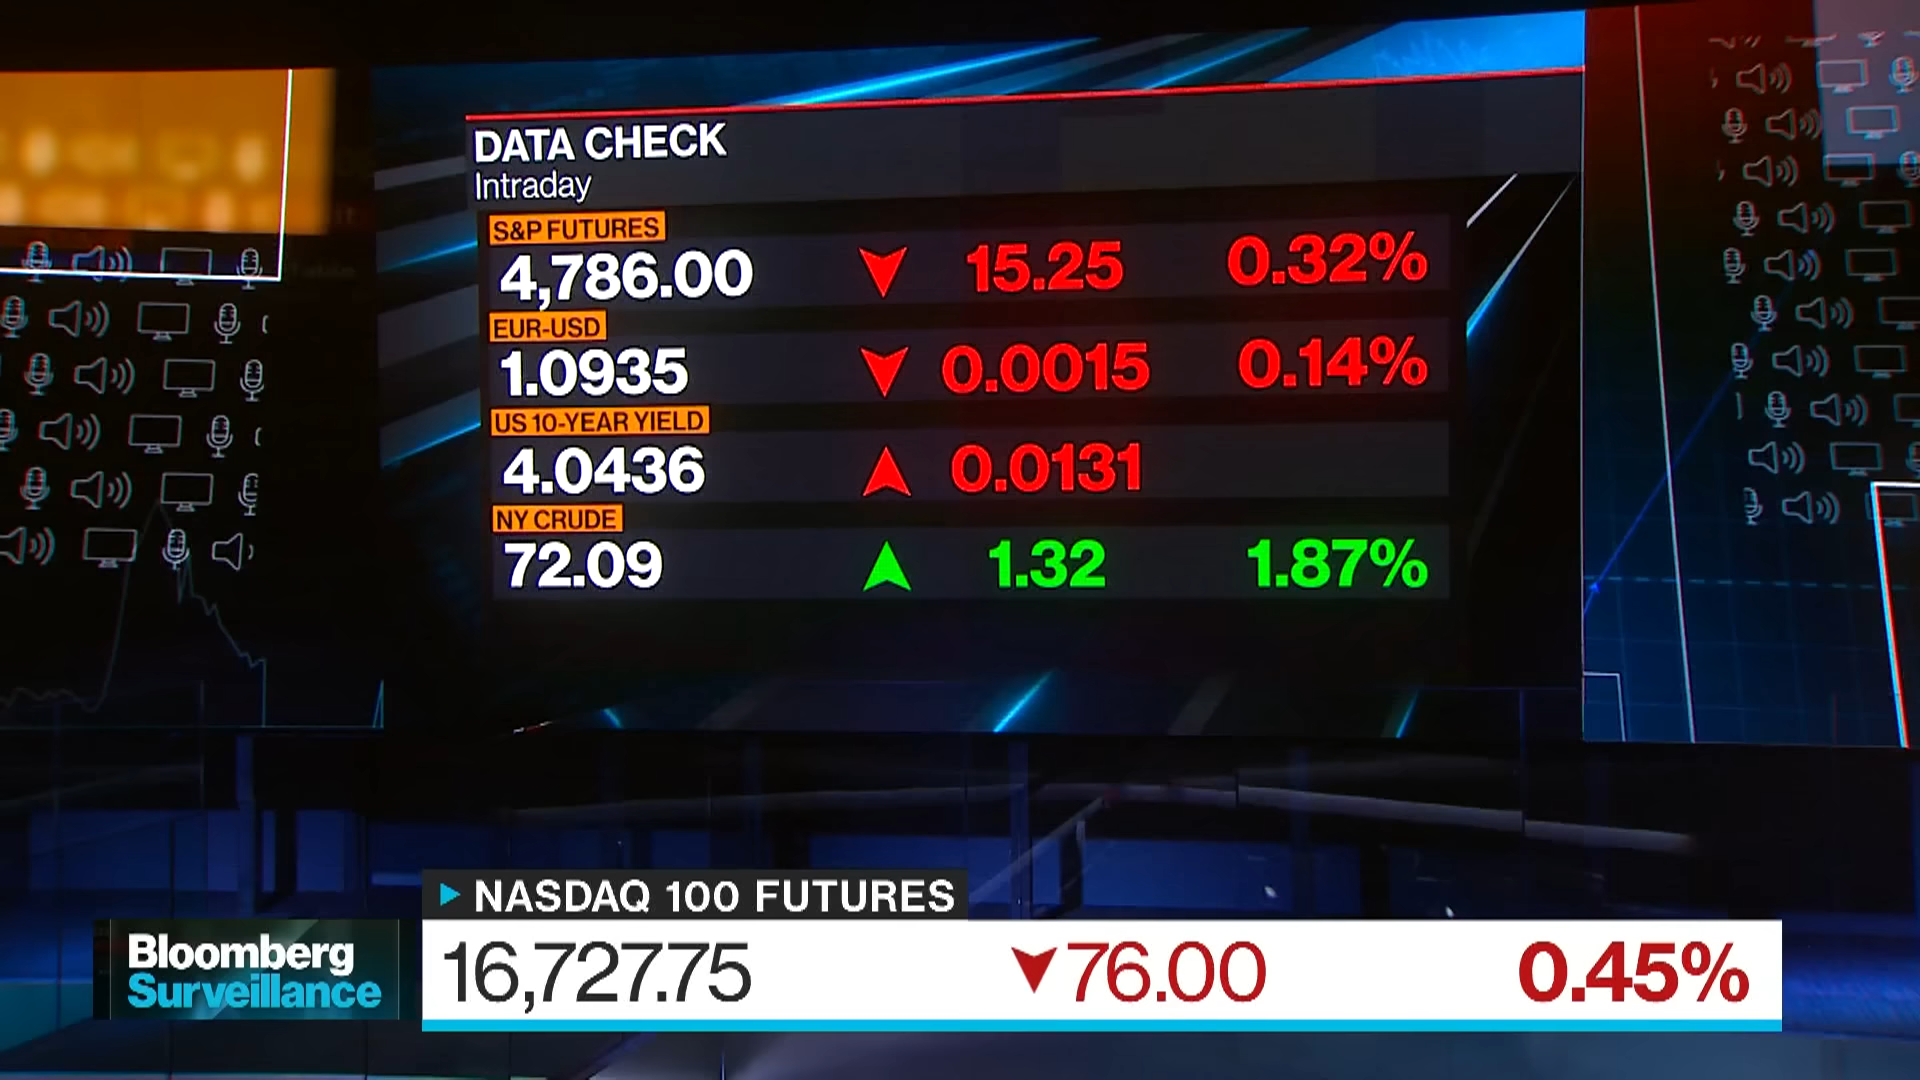 DATA CHECK
Intraday
S&P FUTURES
4,786.00 ▼ 15.25 0.32%
EUR-USD
1.0935 ▼ 0.0015 0.14%
US 10-YEAR YIELD
4.0436 ▲ 0.0131
NY CRUDE
72.09 ▲ 1.32 1.87%
NASDAQ 100 FUTURES
Bloomberg
Surveillance
16,727.75 ▼76.00 0.45%